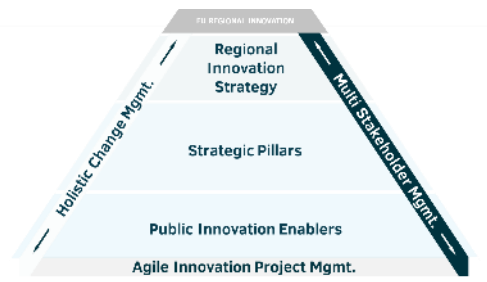 EU REGIONAL INNOVATION
Regional
Innovation
Strategy
Holistic Change Mgmt.
Multi Stakeholder Mgmt.
Strategic Pillars
Public Innovation Enablers
Agile Innovation Project Mgmt.